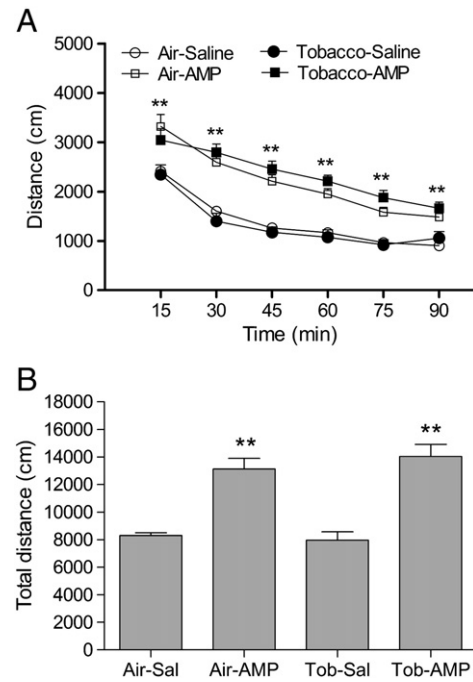 A
Air-Saline Tobacco-Saline
Air-AMP Tobacco-AMP
5000
4000
3000
2000
1000
0
Distance (cm)
** ** ** ** ** **
15 30 45 60 75 90
Time (min)
B
18000
16000
14000
12000
10000
8000
6000
4000
2000
0
Total distance (cm)
** **
Air-Sal Air-AMP Tob-Sal Tob-AMP